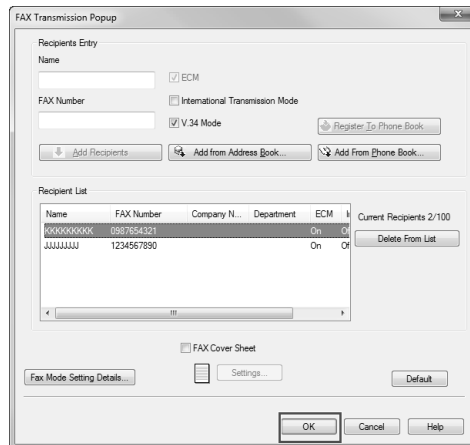 FAX Transmission Popup
Recipients Entry
Name
ECM
FAX Number
International Transmission Mode
V.34 Mode
Register To Phone Book
Add Recipients
Add from Address Book...
Add From Phone Book...
Recipient List
Name FAX Number Company N... Department ECM
KKKKKKKKK 0987654321 On Of
JJJJJJJJJ 1234567890 On Of
Current Recipients 2/100
Delete From List
FAX Cover Sheet
Fax Mode Setting Details...
Settings...
Default
OK Cancel Help